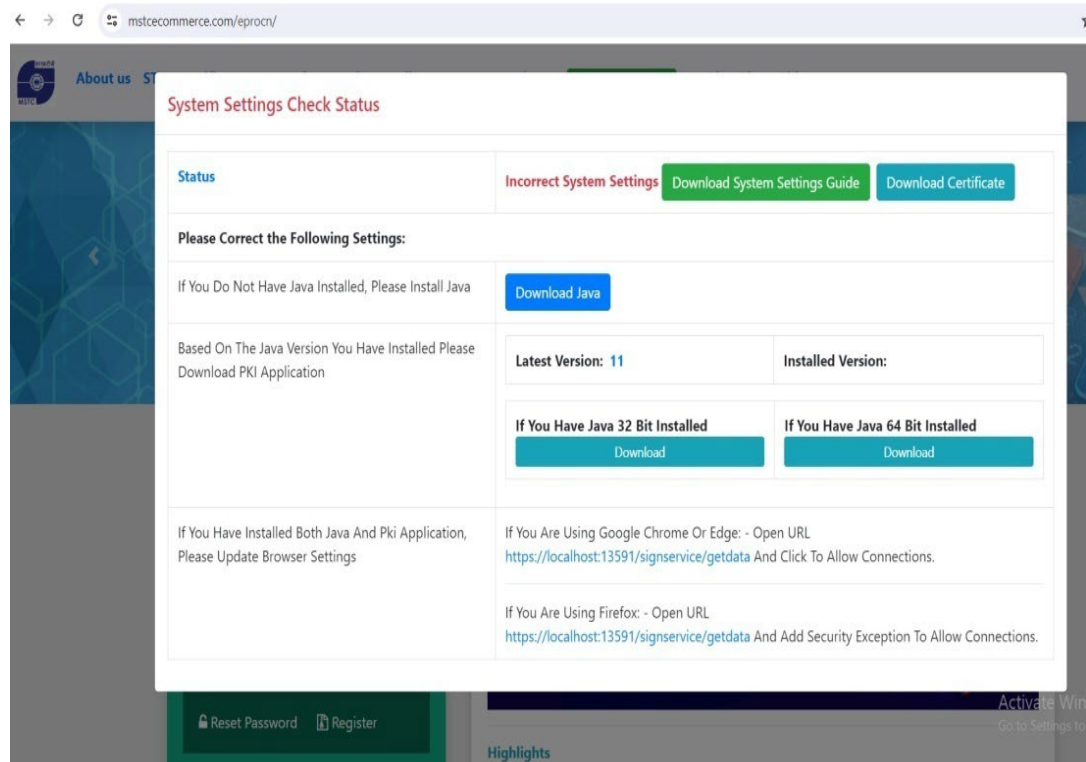 mstcecommerce.com/eprocn/
MSTC
About us ST
System Settings Check Status
Status
Incorrect System Settings Download System Settings Guide Download Certificate
Please Correct the Following Settings:
If You Do Not Have Java Installed, Please Install Java
Download Java
Based On The Java Version You Have Installed Please
Download PKI Application
Latest Version: 11
Installed Version:
If You Have Java 32 Bit Installed
Download
If You Have Java 64 Bit Installed
Download
If You Have Installed Both Java And Pki Application,
Please Update Browser Settings
If You Are Using Google Chrome Or Edge: - Open URL
https://localhost:13591/signservice/getdata And Click To Allow Connections.
If You Are Using Firefox: - Open URL
https://localhost:13591/signservice/getdata And Add Security Exception To Allow Connections.
Reset Password Register
Highlights
Activate Win
Go to Settings to